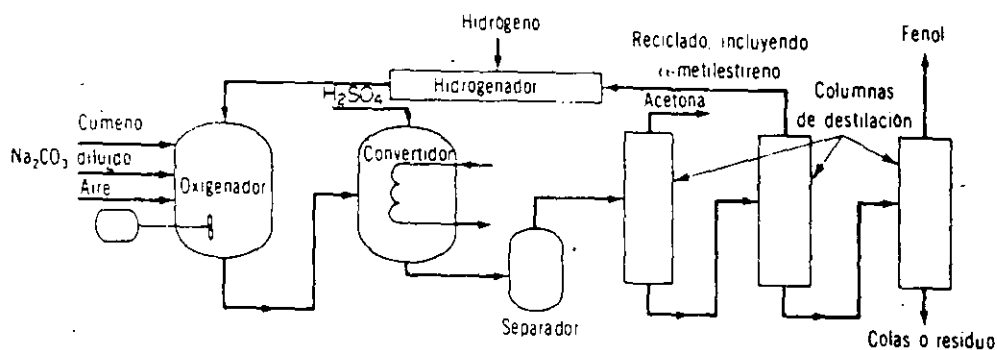 Hidrógeno
Hidrogenador
Reciclado, incluyendo
α-metilestireno
Fenol
H₂SO₄
Acetona
Columnas
de destilación
Cumeno
Na₂CO₃ diluido
Aire
Oxigenador
Convertidor
Separador
Colas o residuo